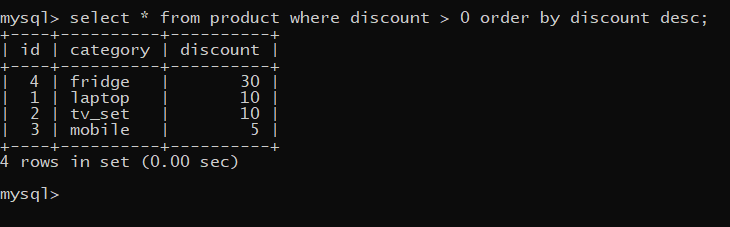 mysql> select * from product where discount > 0 order by discount desc;
+----+----------+----------+
| id | category | discount |
+----+----------+----------+
|  4 | fridge   |       30 |
|  1 | laptop   |       10 |
|  2 | tv_set   |       10 |
|  3 | mobile   |        5 |
+----+----------+----------+
4 rows in set (0.00 sec)
mysql>